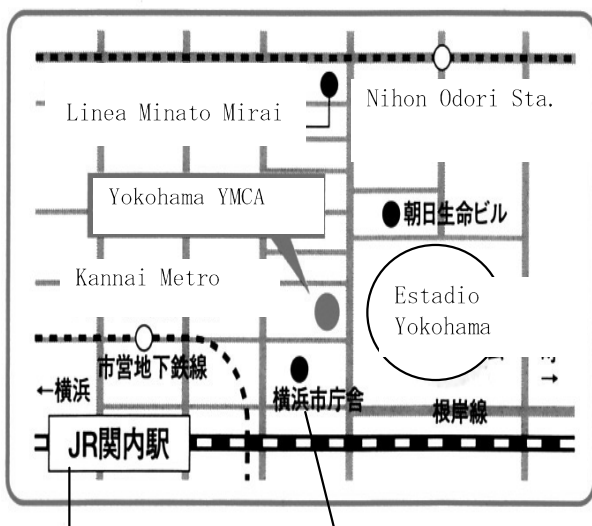 Linea Minato Mirai
Nihon Odori Sta.
Yokohama YMCA
朝日生命ビル
Kannai Metro
Estadio
Yokohama
市営地下鉄線
←横浜
横浜市庁舎
→
根岸線
JR関内駅